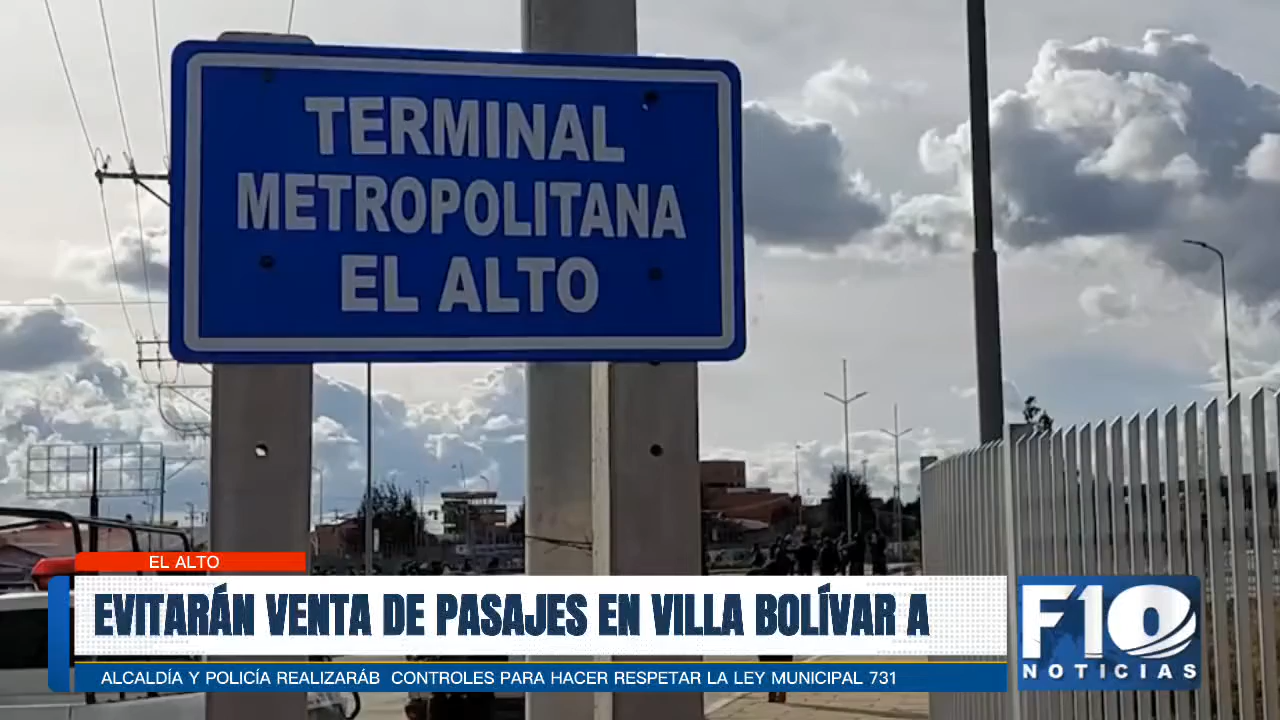 TERMINAL
METROPOLITANA
EL ALTO
EL ALTO
EVITARÁN VENTA DE PASAJES EN VILLA BOLÍVAR A
ALCALDÍA Y POLICÍA REALIZARÁB CONTROLES PARA HACER RESPETAR LA LEY MUNICIPAL 731
F10
NOTICIAS